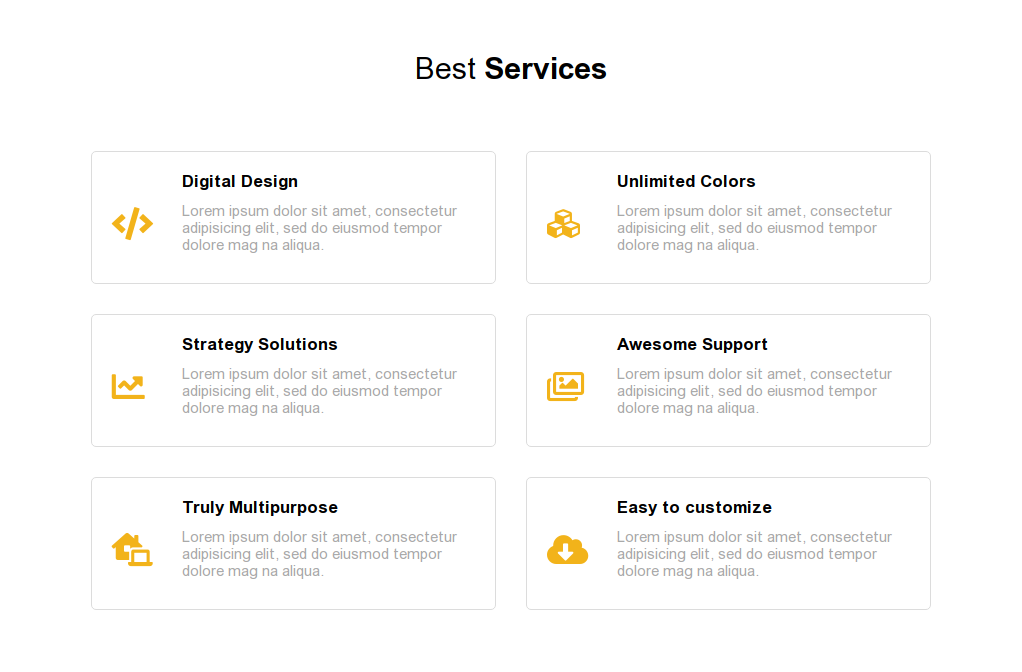 Best Services
Digital Design
Lorem ipsum dolor sit amet, consectetur
adipisicing elit, sed do eiusmod tempor
dolore mag na aliqua.
Unlimited Colors
Lorem ipsum dolor sit amet, consectetur
adipisicing elit, sed do eiusmod tempor
dolore mag na aliqua.
Strategy Solutions
Lorem ipsum dolor sit amet, consectetur
adipisicing elit, sed do eiusmod tempor
dolore mag na aliqua.
Awesome Support
Lorem ipsum dolor sit amet, consectetur
adipisicing elit, sed do eiusmod tempor
dolore mag na aliqua.
Truly Multipurpose
Lorem ipsum dolor sit amet, consectetur
adipisicing elit, sed do eiusmod tempor
dolore mag na aliqua.
Easy to customize
Lorem ipsum dolor sit amet, consectetur
adipisicing elit, sed do eiusmod tempor
dolore mag na aliqua.